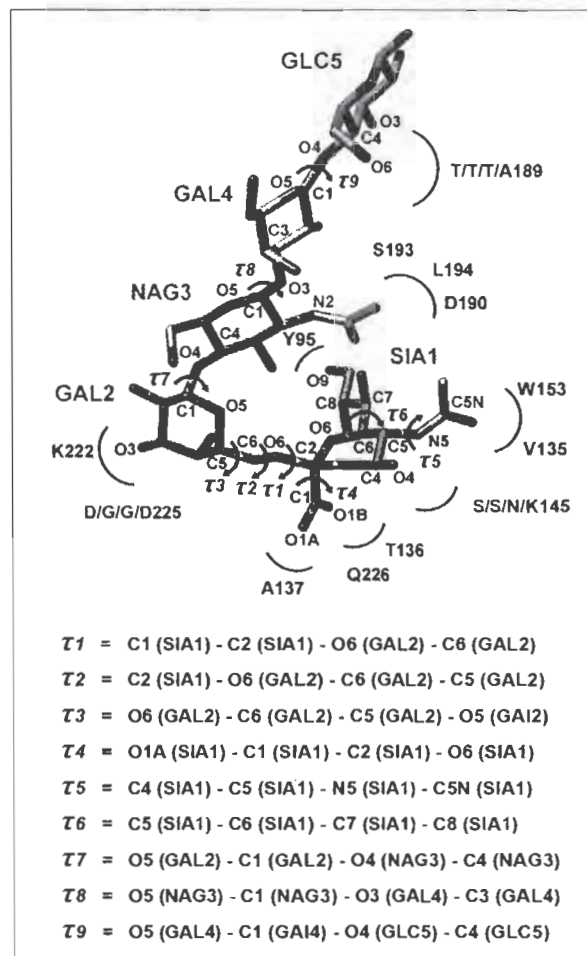 GLC5
O3
C4
O4
O6
O5
τ9
C1
T/T/T/A189
GAL4
C3
S193
τ8
O3
L194
O5
N2
D190
NAG3
C1
C4
Y95
SIA1
O4
O9
τ7
C7
W153
GAL2
C8
τ6
C5N
C1
O5
O6
N5
K222
C6
O6
C6
C5
τ5
V135
O3
C5
C2
C4
O4
τ3
τ2
τ1
C1
τ4
S/S/N/K145
D/G/G/D225
O1B
O1A
T136
Q226
A137
τ1 = C1 (SIA1) - C2 (SIA1) - O6 (GAL2) - C6 (GAL2)
τ2 = C2 (SIA1) - O6 (GAL2) - C6 (GAL2) - C5 (GAL2)
τ3 = O6 (GAL2) - C6 (GAL2) - C5 (GAL2) - O5 (GAl2)
τ4 = O1A (SIA1) - C1 (SIA1) - C2 (SIA1) - O6 (SIA1)
τ5 = C4 (SIA1) - C5 (SIA1) - N5 (SIA1) - C5N (SIA1)
τ6 = C5 (SIA1) - C6 (SIA1) - C7 (SIA1) - C8 (SIA1)
τ7 = O5 (GAL2) - C1 (GAL2) - O4 (NAG3) - C4 (NAG3)
τ8 = O5 (NAG3) - C1 (NAG3) - O3 (GAL4) - C3 (GAL4)
τ9 = O5 (GAL4) - C1 (GAl4) - O4 (GLC5) - C4 (GLC5)